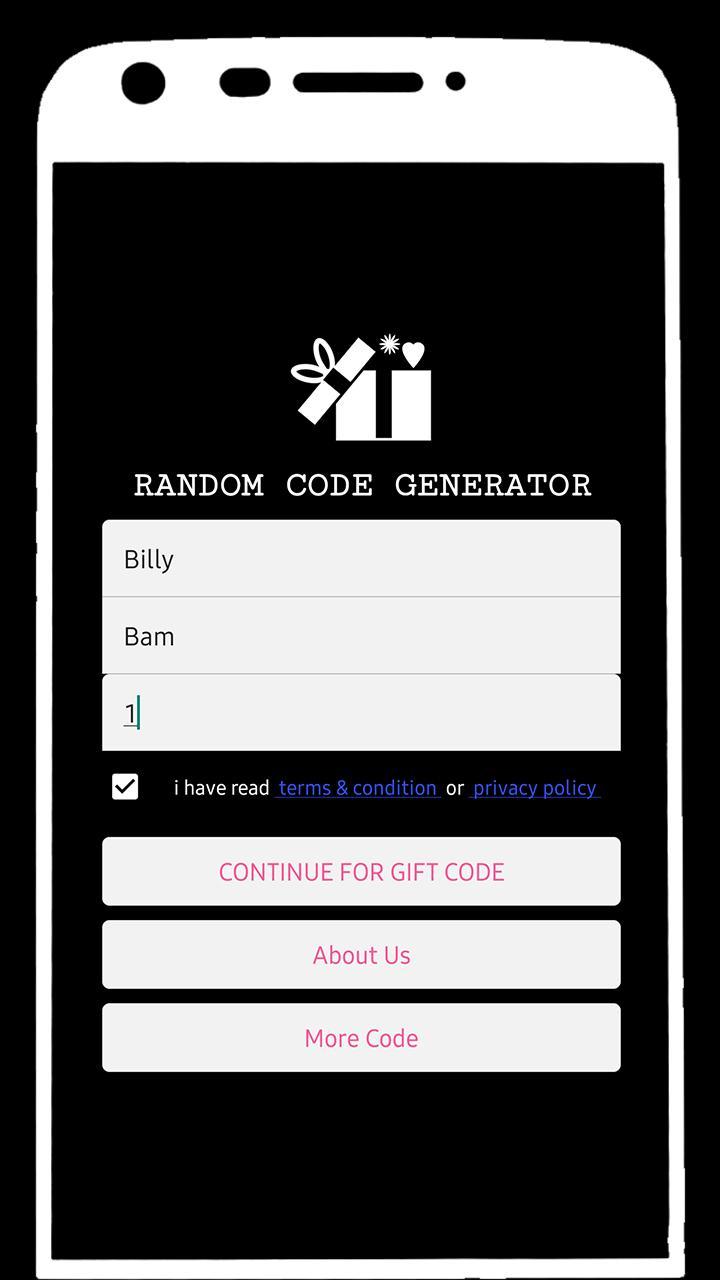 RANDOM CODE GENERATOR
Billy
Bam
1
i have read terms & condition or privacy policy
CONTINUE FOR GIFT CODE
About Us
More Code